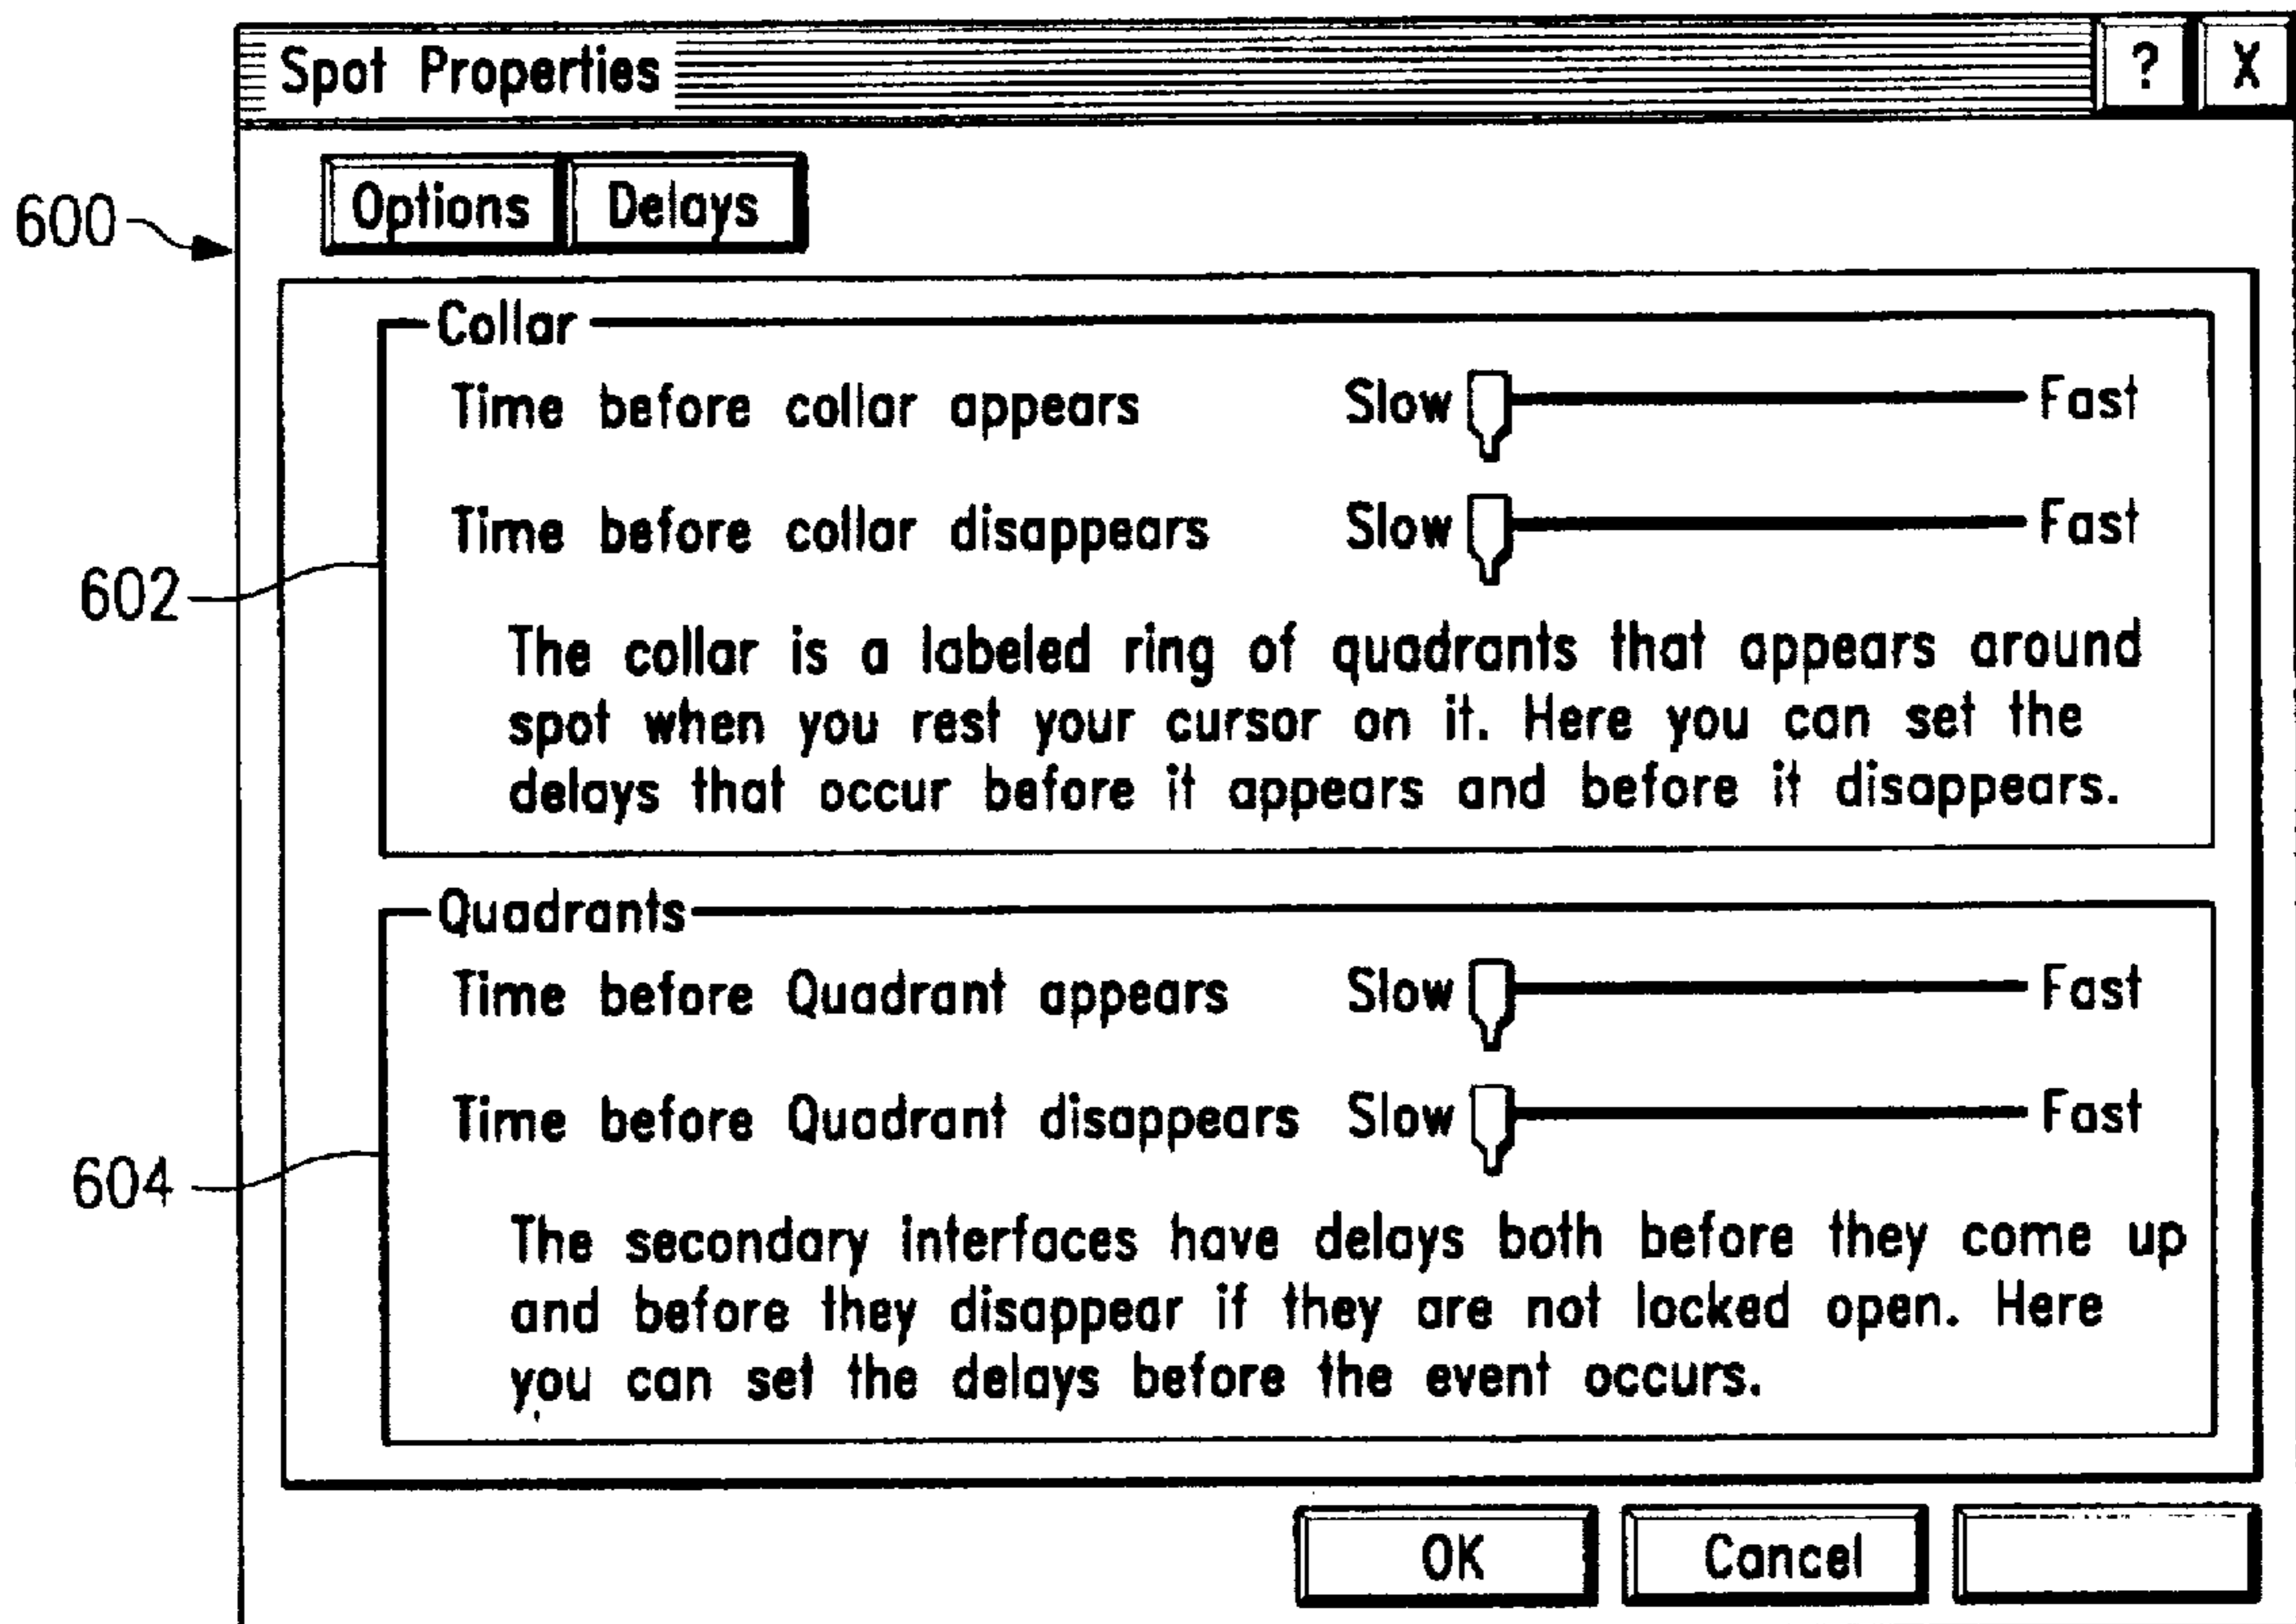 Spot Properties ? X
Options Delays
600
Collar
Time before collar appears Slow Fast
Time before collar disappears Slow Fast
602
The collar is a labeled ring of quadrants that appears around
spot when you rest your cursor on it. Here you can set the
delays that occur before it appears and before it disappears.
Quadrants
Time before Quadrant appears Slow Fast
Time before Quadrant disappears Slow Fast
604
The secondary interfaces have delays both before they come up
and before they disappear if they are not locked open. Here
you can set the delays before the event occurs.
OK Cancel